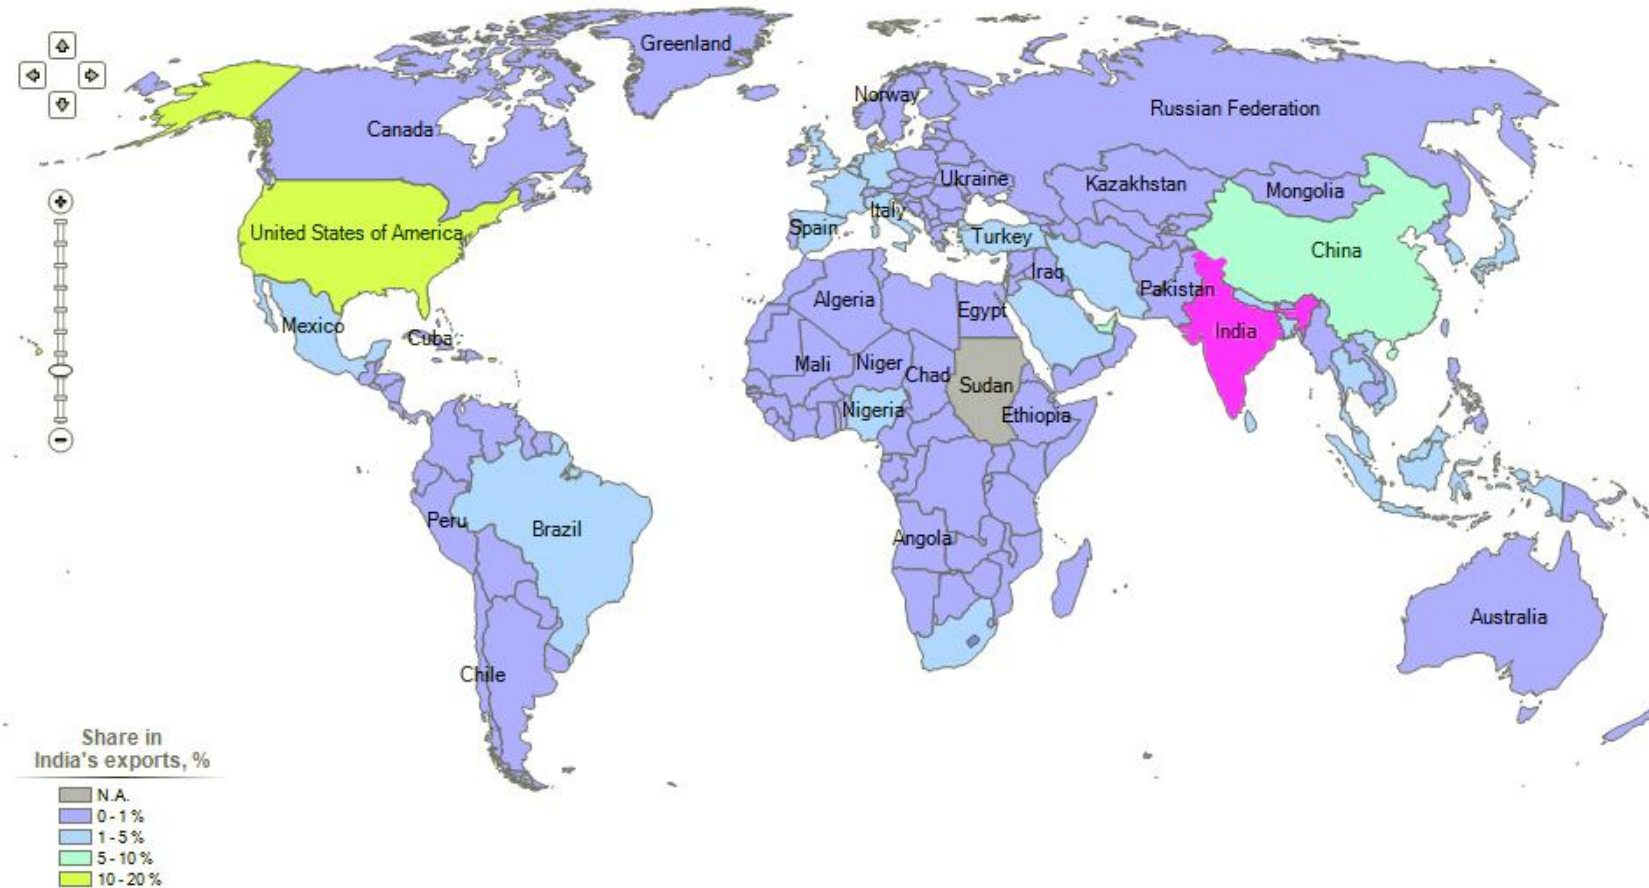 Greenland
Norway
Canada
Russian Federation
Ukraine
Kazakhstan
Mongolia
Italy
Spain
Turkey
United States of America
China
Iraq
Pakistan
Algeria
Egypt
Mexico
Cuba
India
Mali
Niger
Chad
Sudan
Nigeria
Ethiopia
Peru
Brazil
Angola
Australia
Chile
Share in
India's exports, %
N.A.
0 - 1 %
1 - 5 %
5 - 10 %
10 - 20 %